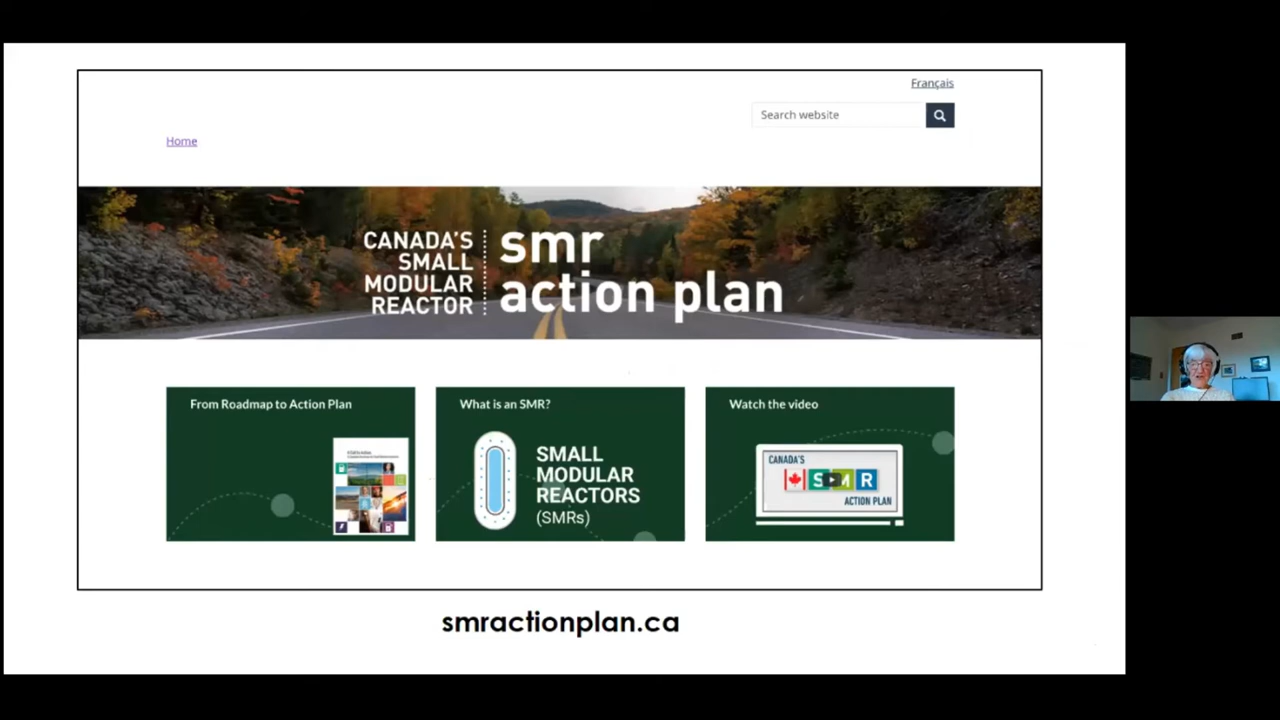 Français
Search website
Home
CANADA'S
SMALL
MODULAR
REACTOR
smr
action plan
From Roadmap to Action Plan
What is an SMR?
SMALL
MODULAR
REACTORS
(SMRs)
Watch the video
CANADA'S
SMR
ACTION PLAN
smractionplan.ca